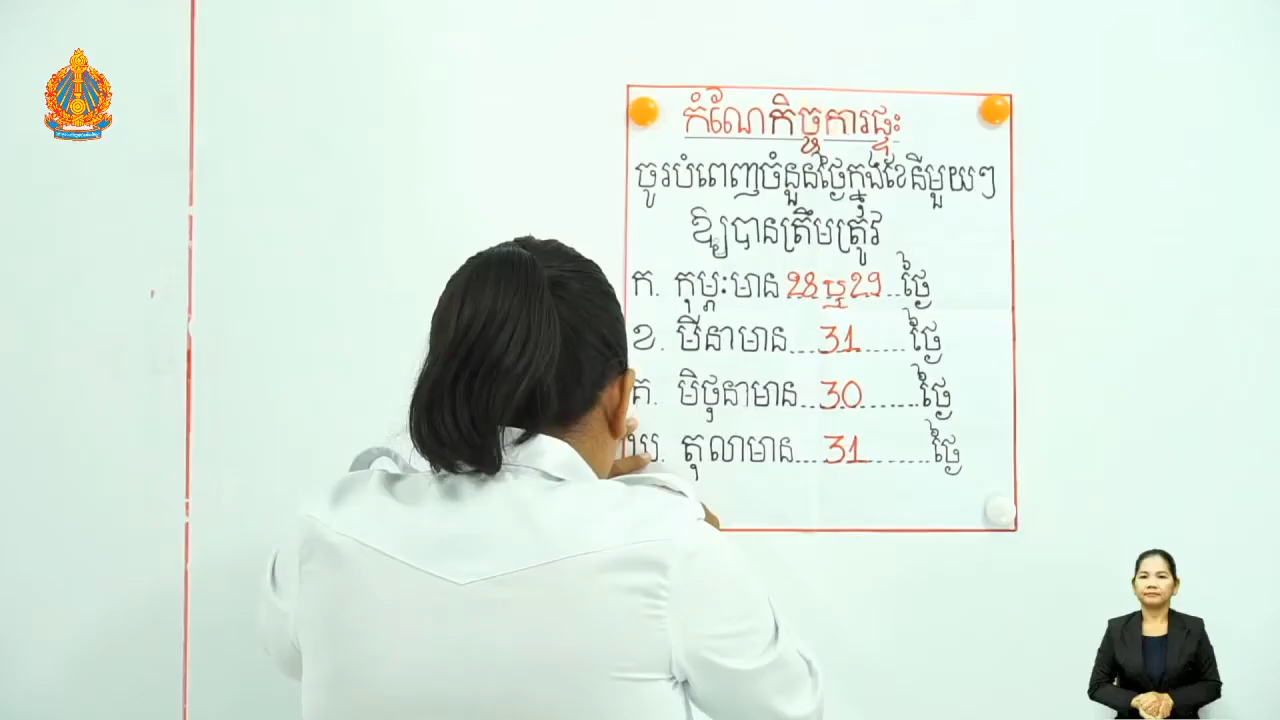 កំណែកិច្ចការផ្ទះ
ចូរបំពេញចំនួនថ្ងៃក្នុងខែនីមួយៗ
ឱ្យបានត្រឹមត្រូវ
ក. កុម្ភៈមាន 28 ឬ 29 ថ្ងៃ
ខ. មីនាមាន....31......ថ្ងៃ
គ. មិថុនាមាន...30.......ថ្ងៃ
ឃ. តុលាមាន....31........ថ្ងៃ